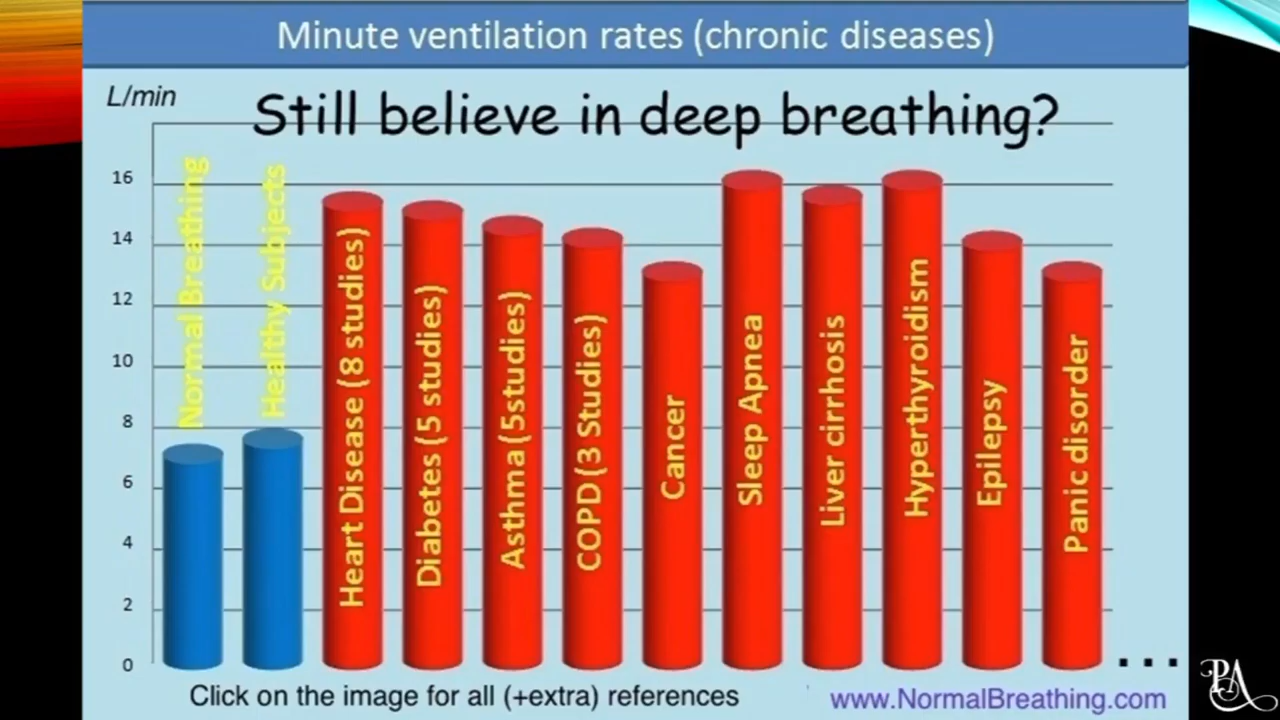 Minute ventilation rates (chronic diseases)
L/min
Still believe in deep breathing?
16
14
12
10
8
6
4
2
0
Normal Breathing
Healthy Subjects
Heart Disease (8 studies)
Diabetes (5 studies)
Asthma (5studies)
COPD (3 Studies)
Cancer
Sleep Apnea
Liver cirrhosis
Hyperthyroidism
Epilepsy
Panic disorder
...
Click on the image for all (+extra) references
www.NormalBreathing.com
PA